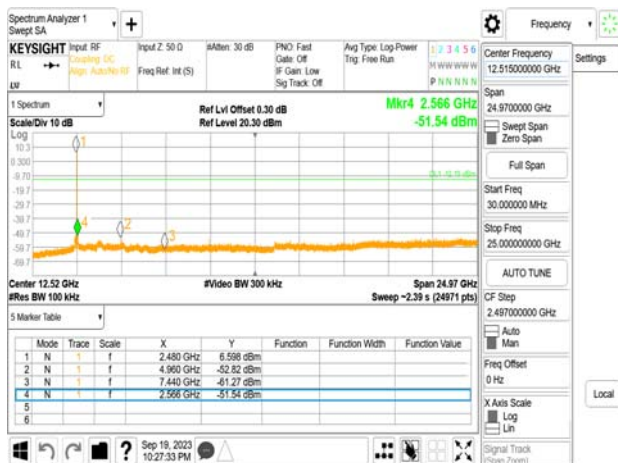 Spectrum Analyzer 1
Swept SA
+
Frequency
Settings
KEYSIGHT
RL
Input: RF
Coupling: DC
Align: Auto/No RF
Input Z: 50 Ω
Freq Ref: Int (S)
#Atten: 30 dB
PNO: Fast
Gate: Off
IF Gain: Low
Sig Track: Off
Avg Type: Log-Power
Trig: Free Run
1 2 3 4 5 6
M W W W W W
P N N N N N
1 Spectrum
Scale/Div 10 dB
Ref Lvl Offset 0.30 dB
Ref Level 20.30 dBm
Mkr4 2.566 GHz
-51.54 dBm
Log
10.3
0.300
-9.70
-19.7
-29.7
-39.7
-49.7
-59.7
-69.7
1
4
2
3
Center 12.52 GHz
#Res BW 100 kHz
#Video BW 300 kHz
Span 24.97 GHz
Sweep ~2.39 s (24971 pts)
5 Marker Table
Mode Trace Scale X Y Function Function Width Function Value
1 N 1 f 2.480 GHz 6.598 dBm
2 N 1 f 4.960 GHz -52.82 dBm
3 N 1 f 7.440 GHz -61.27 dBm
4 N 1 f 2.566 GHz -51.54 dBm
5
6
Sep 19, 2023
10:27:33 PM
Center Frequency
12.515000000 GHz
Span
24.9700000 GHz
Swept Span
Zero Span
Full Span
Start Freq
30.000000 MHz
Stop Freq
25.000000000 GHz
AUTO TUNE
CF Step
2.497000000 GHz
Auto
Man
Freq Offset
0 Hz
X Axis Scale
Log
Lin
Signal Track
(Span Zoom)
Local